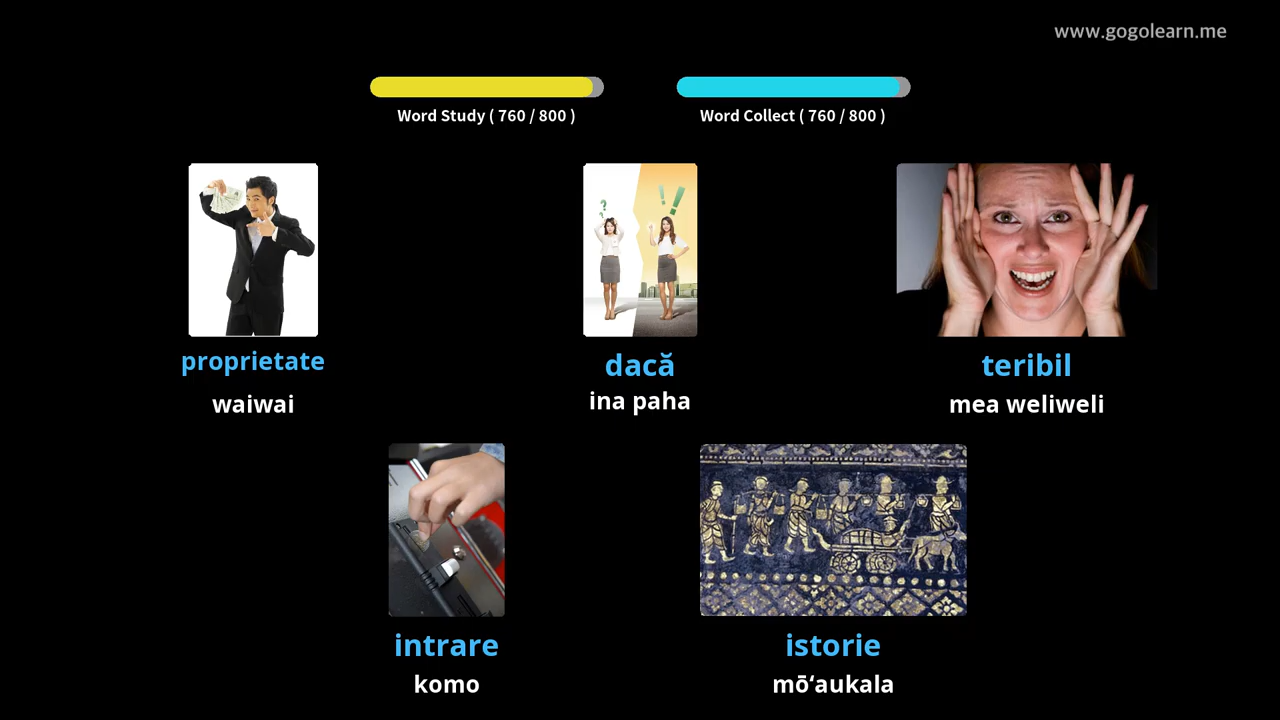 www.gogolearn.me
Word Study ( 760 / 800 )
Word Collect ( 760 / 800 )
proprietate
waiwai
dacă
ina paha
teribil
mea weliweli
intrare
komo
istorie
mōʻaukala